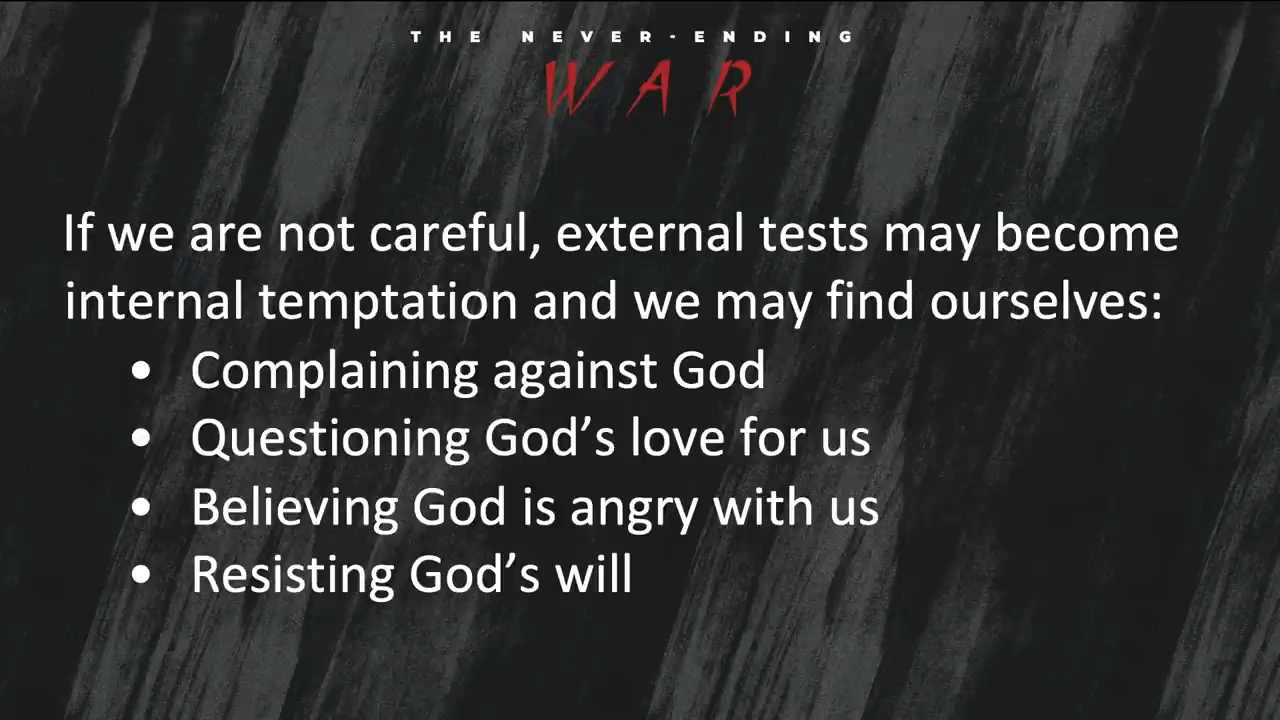 THE NEVER-ENDING
WAR
If we are not careful, external tests may become
internal temptation and we may find ourselves:
• Complaining against God
• Questioning God’s love for us
• Believing God is angry with us
• Resisting God’s will